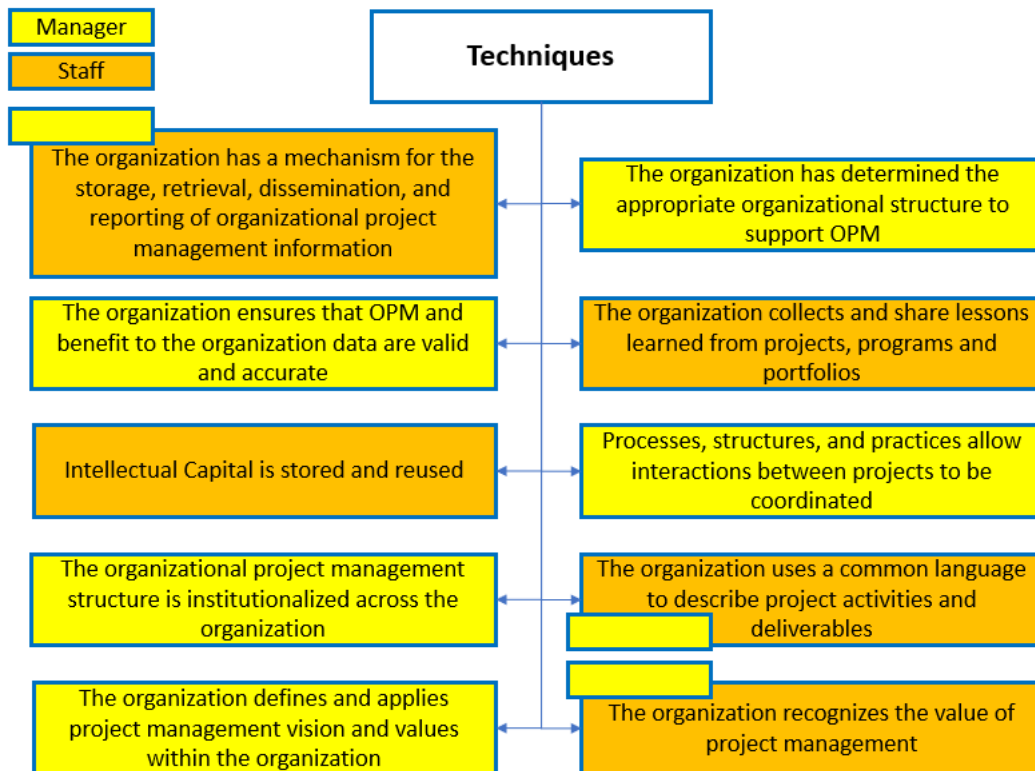 Manager
Staff
Techniques
The organization has a mechanism for the
storage, retrieval, dissemination, and
reporting of organizational project
management information
The organization has determined the
appropriate organizational structure to
support OPM
The organization ensures that OPM and
benefit to the organization data are valid
and accurate
The organization collects and share lessons
learned from projects, programs and
portfolios
Intellectual Capital is stored and reused
Processes, structures, and practices allow
interactions between projects to be
coordinated
The organizational project management
structure is institutionalized across the
organization
The organization uses a common language
to describe project activities and
deliverables
The organization defines and applies
project management vision and values
within the organization
The organization recognizes the value of
project management